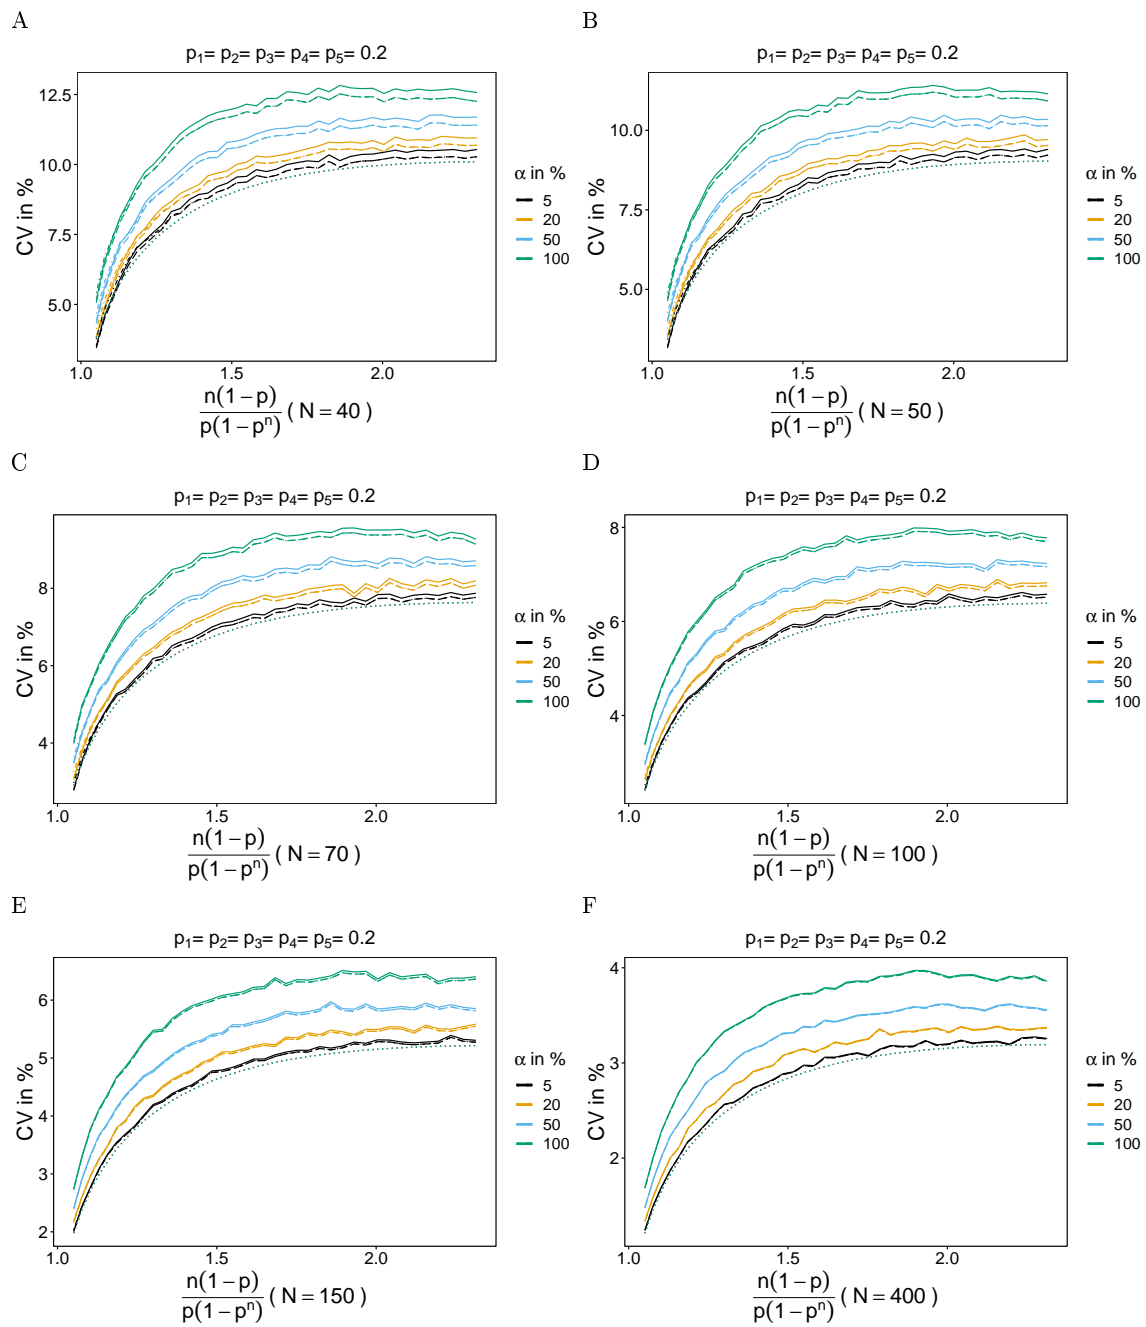 A
p₁= p₂= p₃= p₄= p₅= 0.2
CV in %
12.5
10.0
7.5
5.0
1.0 1.5 2.0
n(1 − p)
p(1 − pⁿ) ( N = 40 )
α in %
5
20
50
100
B
p₁= p₂= p₃= p₄= p₅= 0.2
CV in %
10.0
7.5
5.0
1.0 1.5 2.0
n(1 − p)
p(1 − pⁿ) ( N = 50 )
α in %
5
20
50
100
C
p₁= p₂= p₃= p₄= p₅= 0.2
CV in %
8
6
4
1.0 1.5 2.0
n(1 − p)
p(1 − pⁿ) ( N = 70 )
α in %
5
20
50
100
D
p₁= p₂= p₃= p₄= p₅= 0.2
CV in %
8
6
4
1.0 1.5 2.0
n(1 − p)
p(1 − pⁿ) ( N = 100 )
α in %
5
20
50
100
E
p₁= p₂= p₃= p₄= p₅= 0.2
CV in %
6
5
4
3
2
1.0 1.5 2.0
n(1 − p)
p(1 − pⁿ) ( N = 150 )
α in %
5
20
50
100
F
p₁= p₂= p₃= p₄= p₅= 0.2
CV in %
4
3
2
1.0 1.5 2.0
n(1 − p)
p(1 − pⁿ) ( N = 400 )
α in %
5
20
50
100